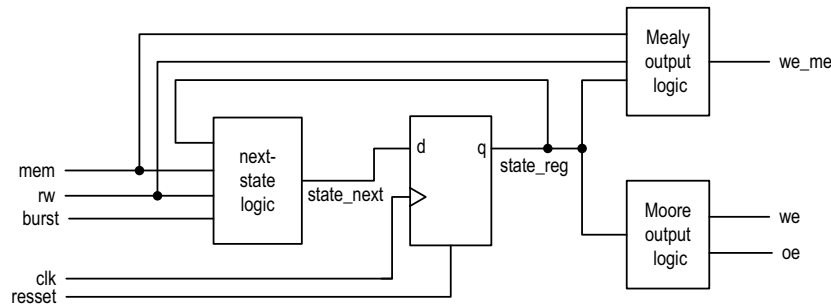 Mealy
output
logic
we_me
next-
state
logic
d
q
mem
rw
burst
state_next
state_reg
Moore
output
logic
we
oe
clk
resset